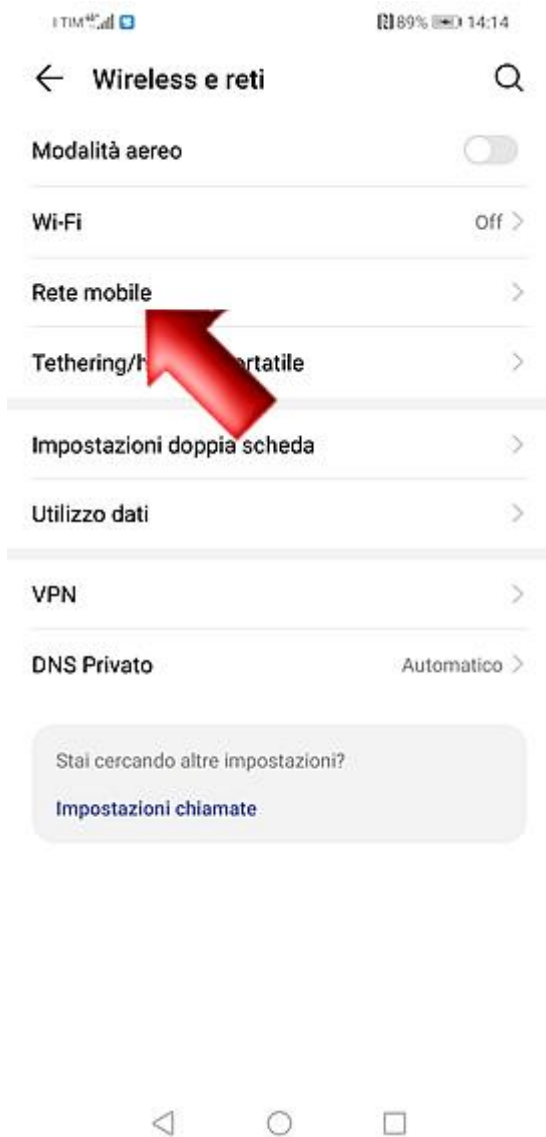 I TIM 89% 14:14
Wireless e reti
Modalità aereo
Wi-Fi Off
Rete mobile
Tethering/h rtatile
Impostazioni doppia scheda
Utilizzo dati
VPN
DNS Privato Automatico
Stai cercando altre impostazioni?
Impostazioni chiamate